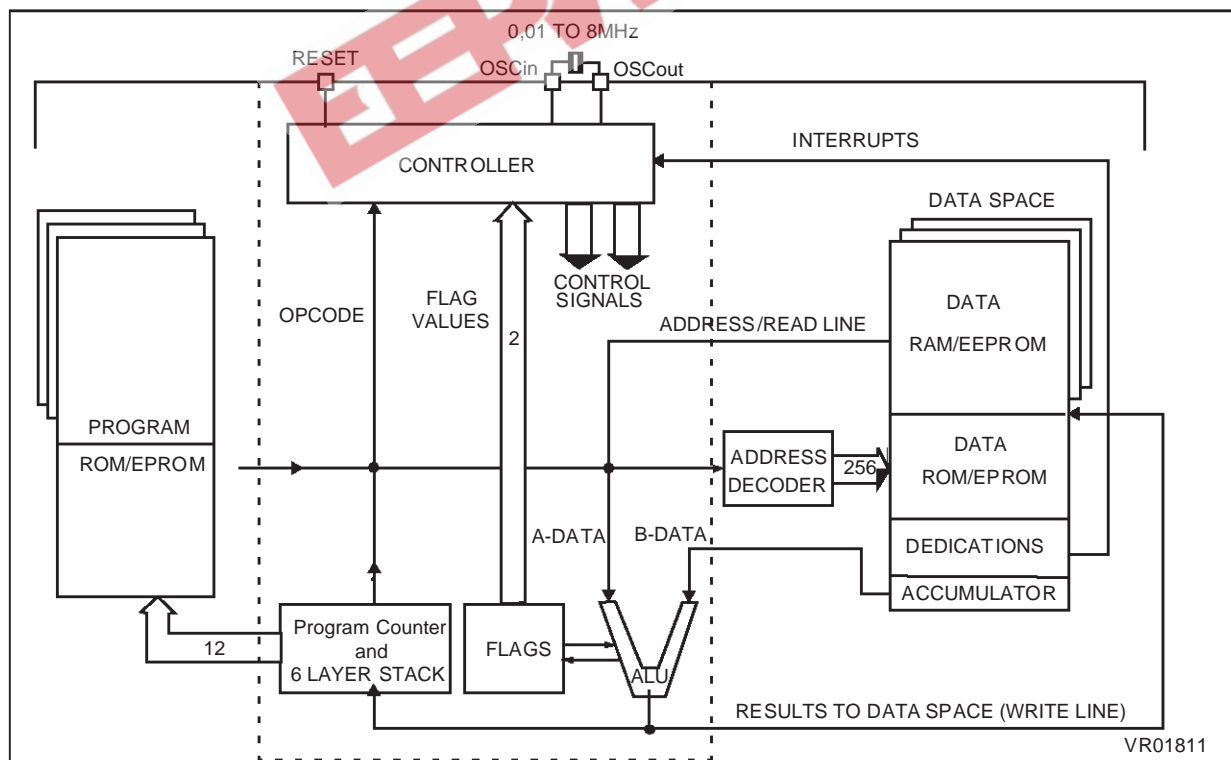 0,01 TO 8MHz
RESET
OSCin
OSCout
CONTROLLER
INTERRUPTS
DATA SPACE
OPCODE
FLAG
VALUES
2
CONTROL
SIGNALS
ADDRESS/READ LINE
DATA
RAM/EEPROM
PROGRAM
ROM/EPROM
ADDRESS
DECODER
256
DATA
ROM/EPROM
A-DATA
B-DATA
DEDICATIONS
ACCUMULATOR
12
Program Counter
and
6 LAYER STACK
FLAGS
ALU
RESULTS TO DATA SPACE (WRITE LINE)
VR01811